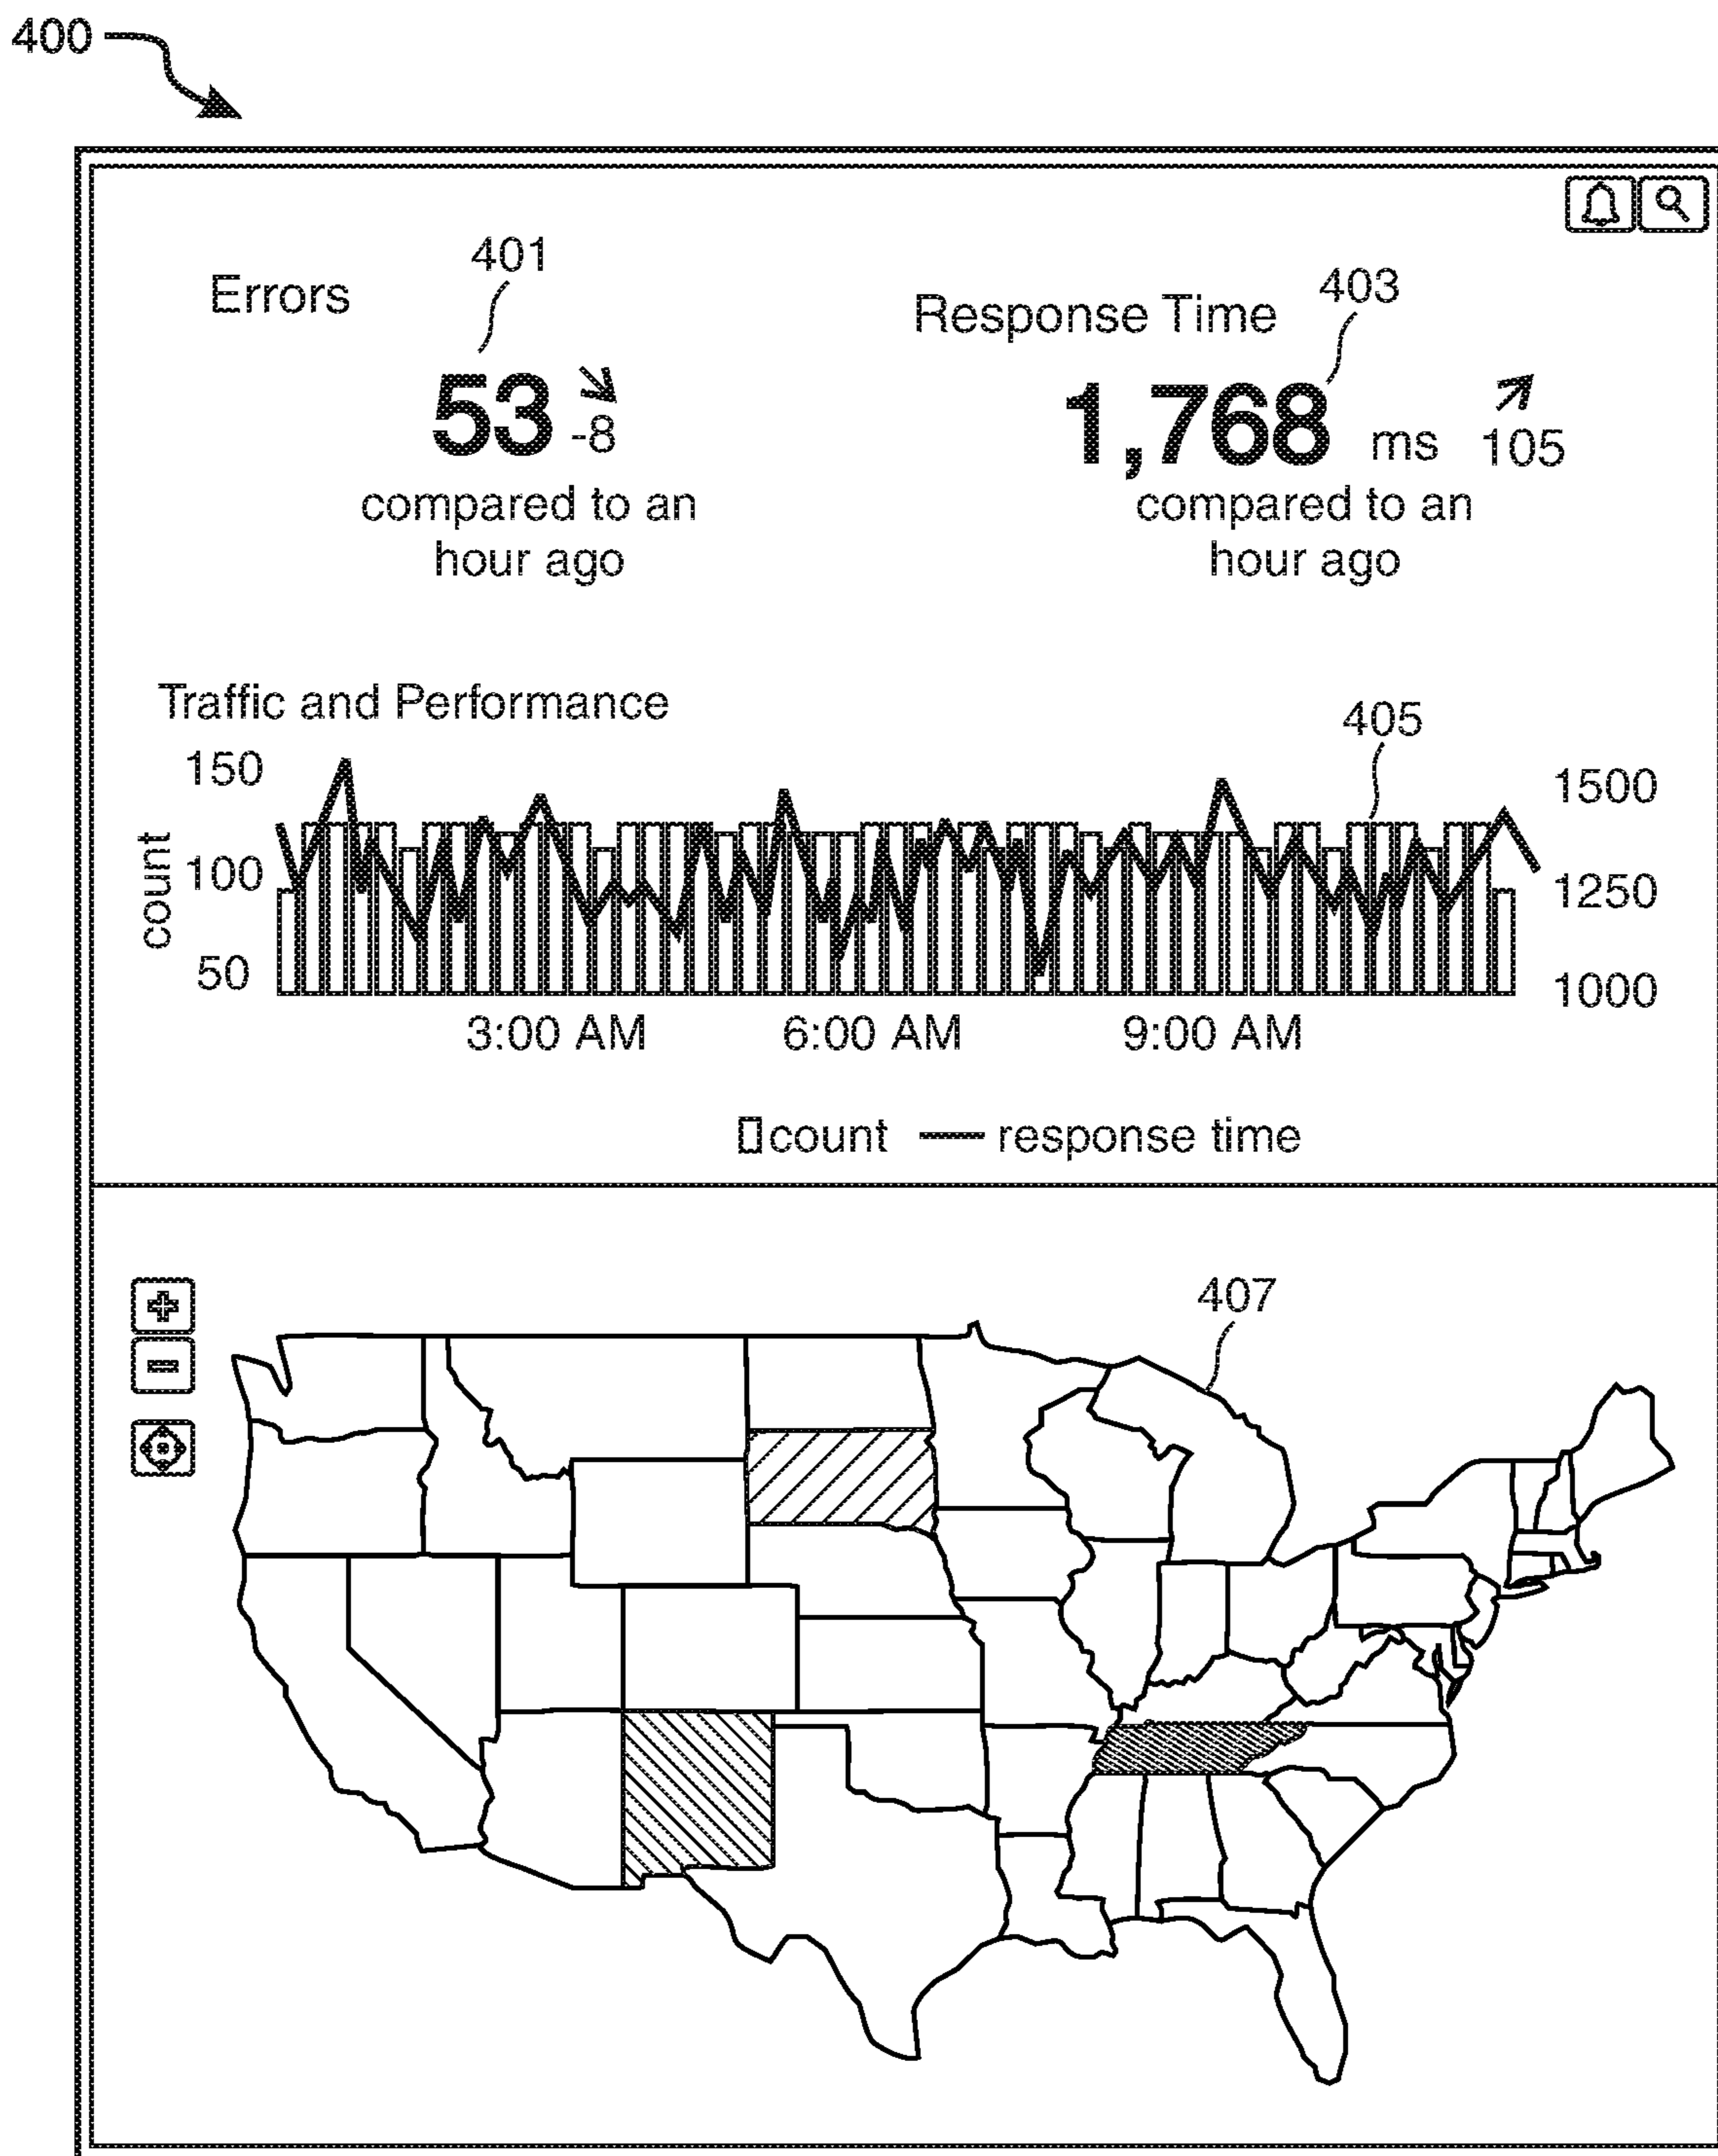 400
401
Errors
403
Response Time
53 -8
1,768 ms 105
compared to an
hour ago
compared to an
hour ago
Traffic and Performance
405
150
1500
count
100
1250
50
1000
3:00 AM 6:00 AM 9:00 AM
count response time
407